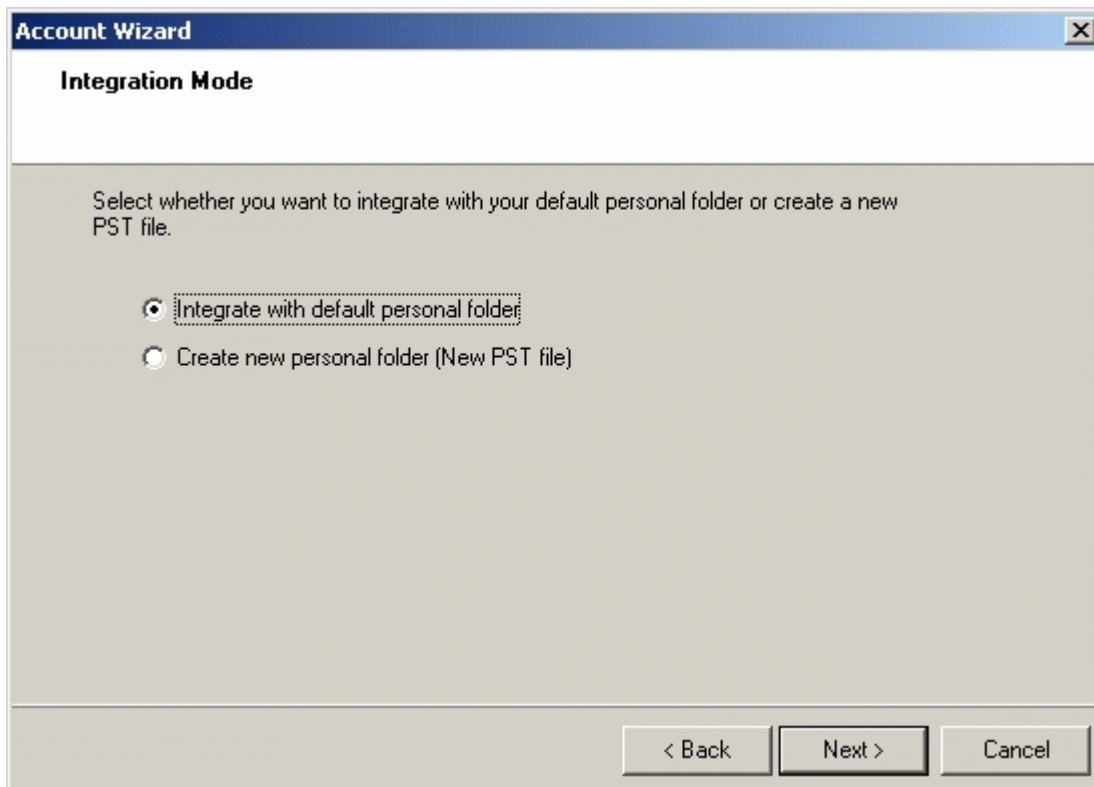 Account Wizard
Integration Mode
Select whether you want to integrate with your default personal folder or create a new
PST file.
Integrate with default personal folder
Create new personal folder (New PST file)
< Back
Next >
Cancel